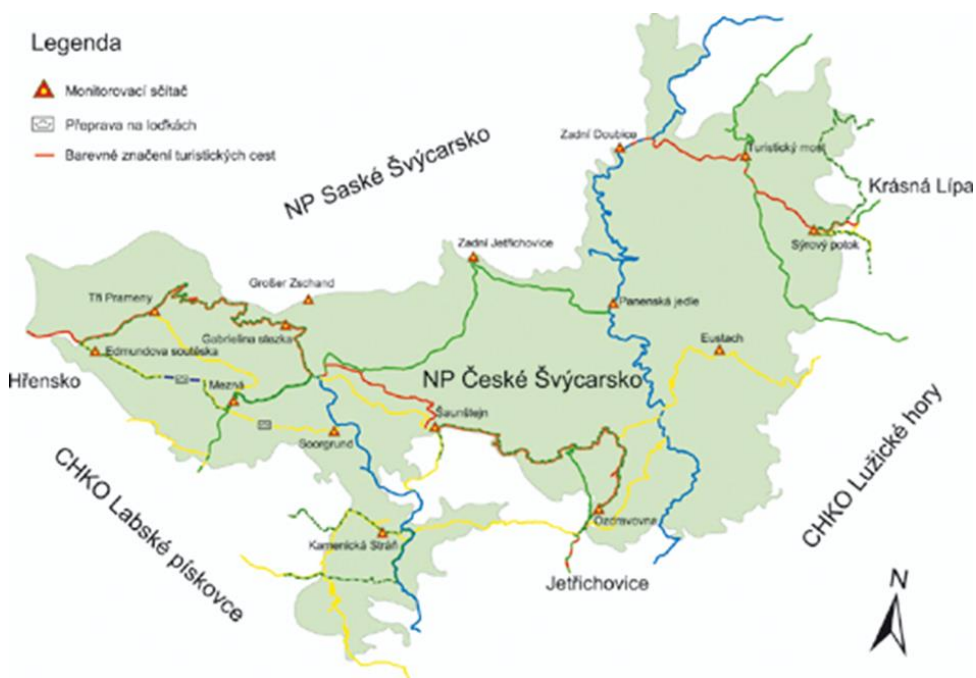 Legenda
Monitorovací sčítač
Přeprava na loďkách
Barevné značení turistických cest
NP Saské Švýcarsko
Zadní Doubice
Turistický most
Krásná Lípa
Sýrový potok
Zadní Jetřichovice
Großer Zschand
Tři Prameny
Gabrielina stezka
Panenská jedle
Edmundova soutěska
Eustach
Hřensko
Mezná
NP České Švýcarsko
Šaunštejn
Soorgrund
CHKO Lužické hory
CHKO Labské pískovce
Ozdravovna
Kamenická Stráň
Jetřichovice
N